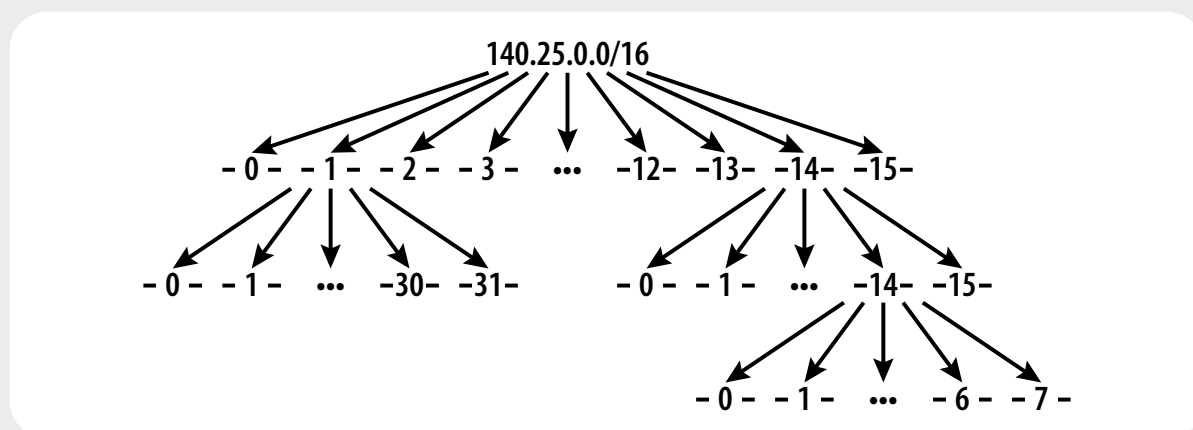 140.25.0.0/16
- 0 - - 1 - - 2 - - 3 - ••• -12- -13- -14- -15-
- 0 - - 1 - ••• -30- -31- - 0 - - 1 - ••• -14- -15-
- 0 - - 1 - ••• - 6 - - 7 -